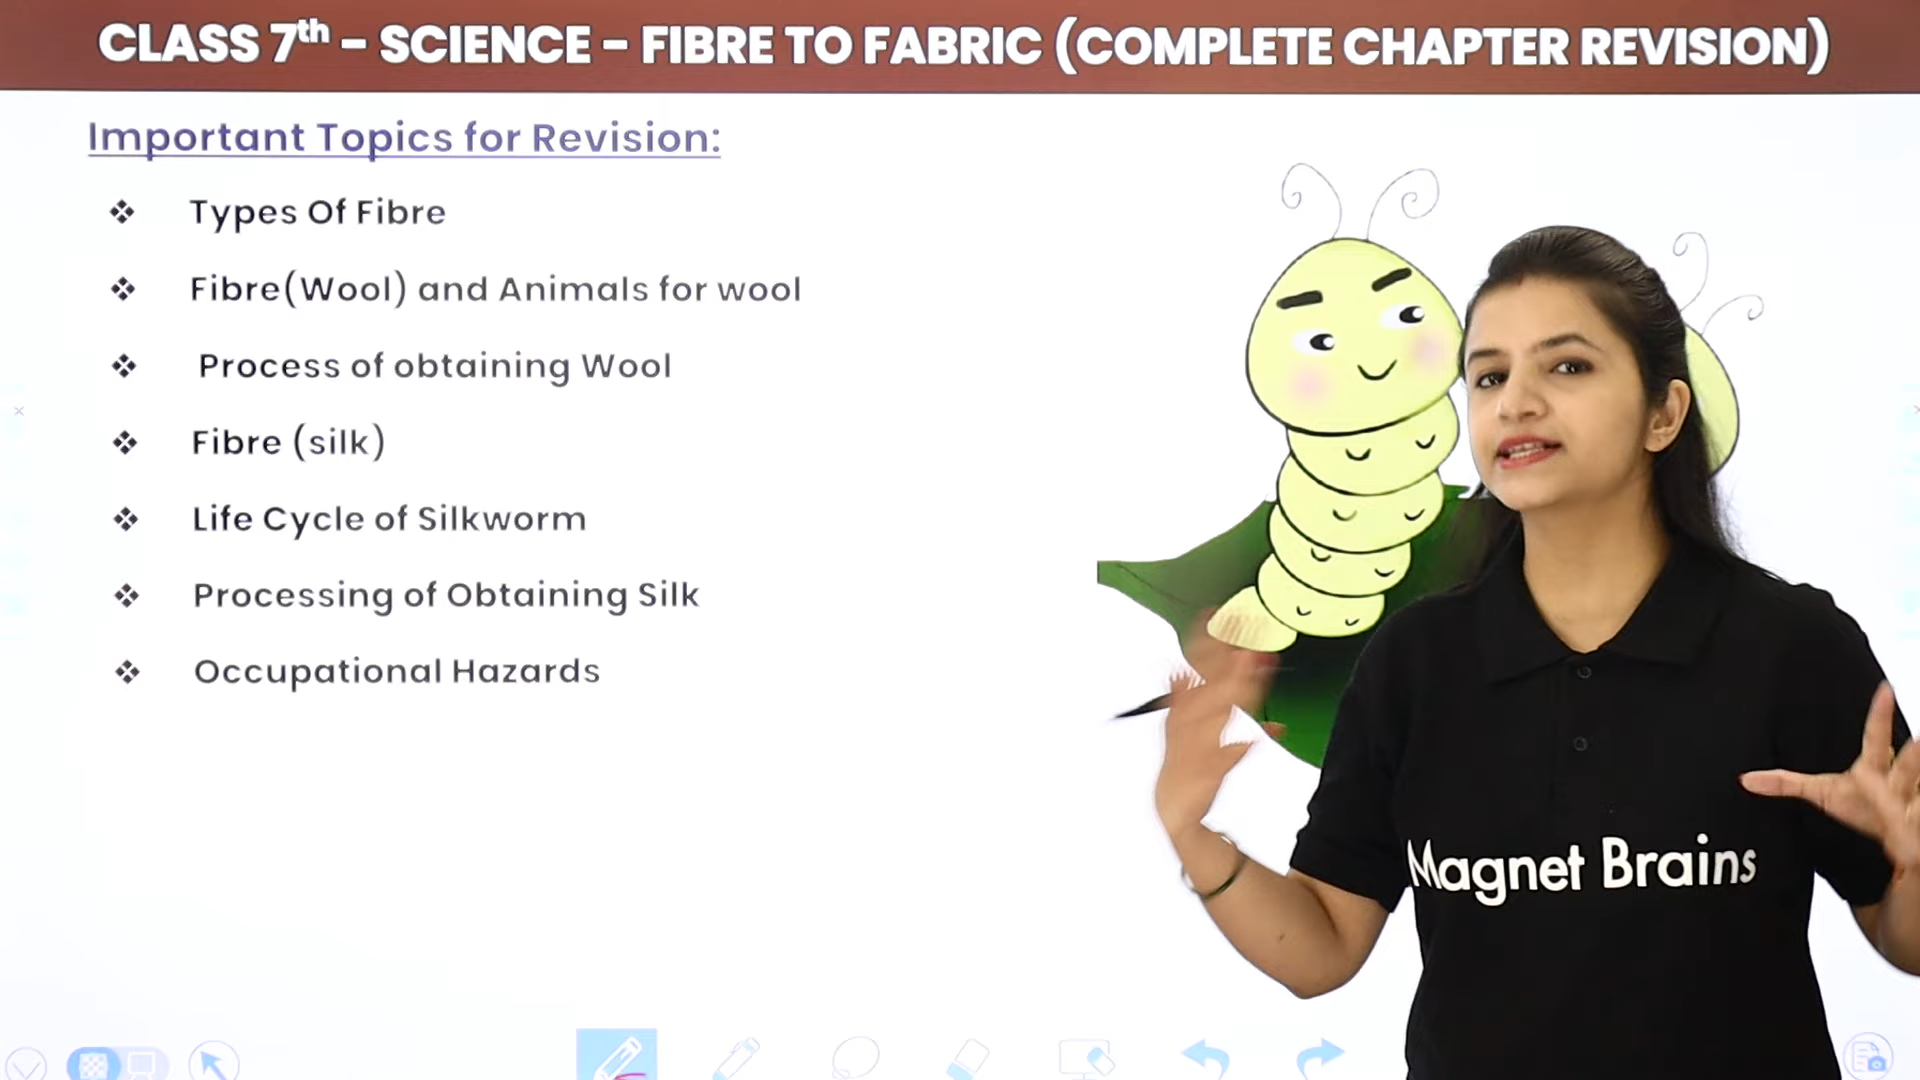 CLASS 7th - SCIENCE - FIBRE TO FABRIC (COMPLETE CHAPTER REVISION)
Important Topics for Revision:
❖ Types Of Fibre
❖ Fibre(Wool) and Animals for wool
❖ Process of obtaining Wool
❖ Fibre (silk)
❖ Life Cycle of Silkworm
❖ Processing of Obtaining Silk
❖ Occupational Hazards
Magnet Brains